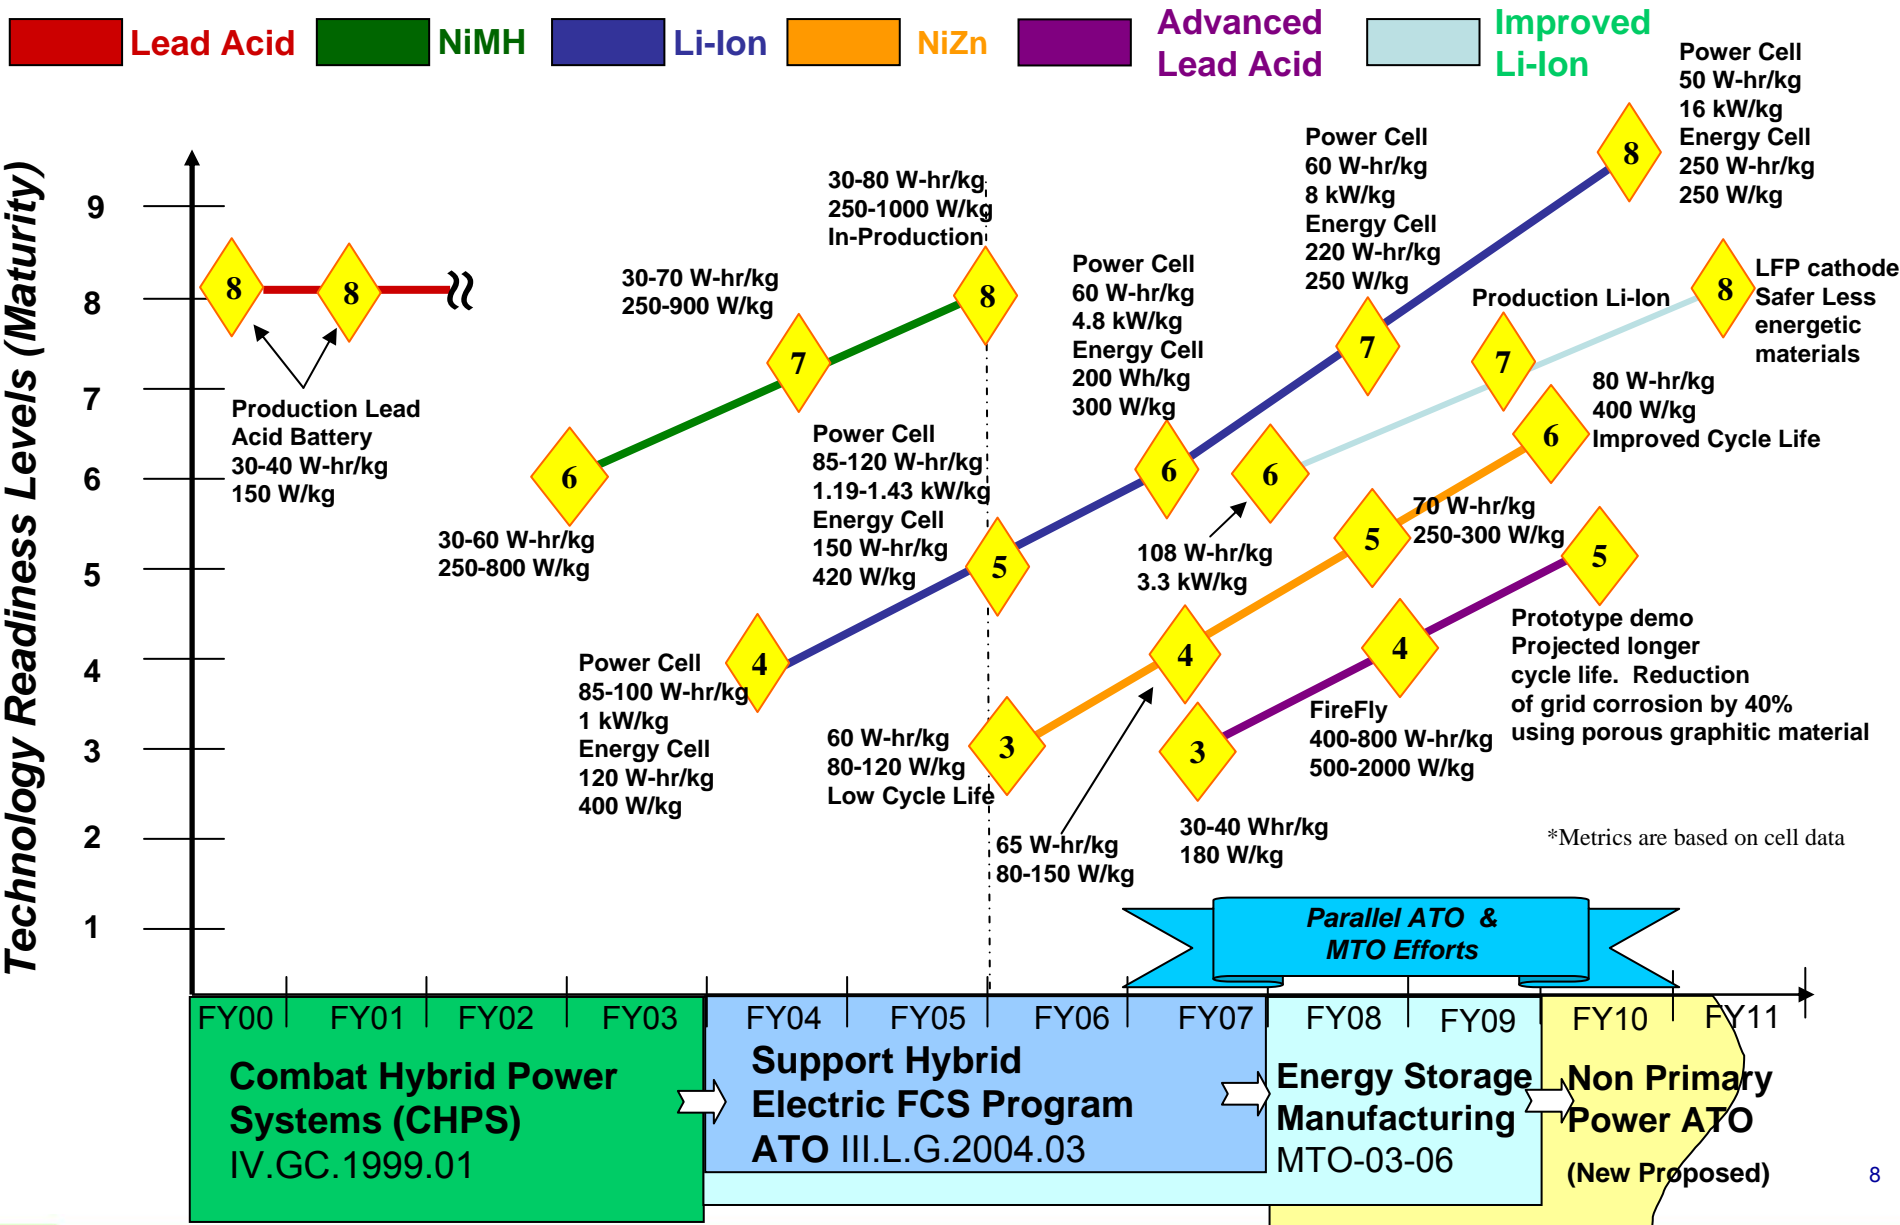 Lead Acid
NiMH
Li-Ion
NiZn
Advanced
Lead Acid
Improved
Li-Ion
Technology Readiness Levels (Maturity)
9
8
7
6
5
4
3
2
1
8
8
Production Lead
Acid Battery
30-40 W-hr/kg
150 W/kg
6
30-60 W-hr/kg
250-800 W/kg
7
30-70 W-hr/kg
250-900 W/kg
8
30-80 W-hr/kg
250-1000 W/kg
In-Production
4
Power Cell
85-100 W-hr/kg
1 kW/kg
Energy Cell
120 W-hr/kg
400 W/kg
5
Power Cell
85-120 W-hr/kg
1.19-1.43 kW/kg
Energy Cell
150 W-hr/kg
420 W/kg
6
Power Cell
60 W-hr/kg
4.8 kW/kg
Energy Cell
200 Wh/kg
300 W/kg
7
Power Cell
60 W-hr/kg
8 kW/kg
Energy Cell
220 W-hr/kg
250 W/kg
8
Power Cell
50 W-hr/kg
16 kW/kg
Energy Cell
250 W-hr/kg
250 W/kg
6
108 W-hr/kg
3.3 kW/kg
7
Production Li-Ion
8
LFP cathode
Safer Less
energetic
materials
3
60 W-hr/kg
80-120 W/kg
Low Cycle Life
4
65 W-hr/kg
80-150 W/kg
5
70 W-hr/kg
250-300 W/kg
6
80 W-hr/kg
400 W/kg
Improved Cycle Life
3
30-40 Whr/kg
180 W/kg
4
FireFly
400-800 W-hr/kg
500-2000 W/kg
5
Prototype demo
Projected longer
cycle life. Reduction
of grid corrosion by 40%
using porous graphitic material
*Metrics are based on cell data
Parallel ATO &
MTO Efforts
FY00
FY01
FY02
FY03
FY04
FY05
FY06
FY07
FY08
FY09
FY10
FY11
Combat Hybrid Power
Systems (CHPS)
IV.GC.1999.01
Support Hybrid
Electric FCS Program
ATO III.L.G.2004.03
Energy Storage
Manufacturing
MTO-03-06
Non Primary
Power ATO
(New Proposed)
8